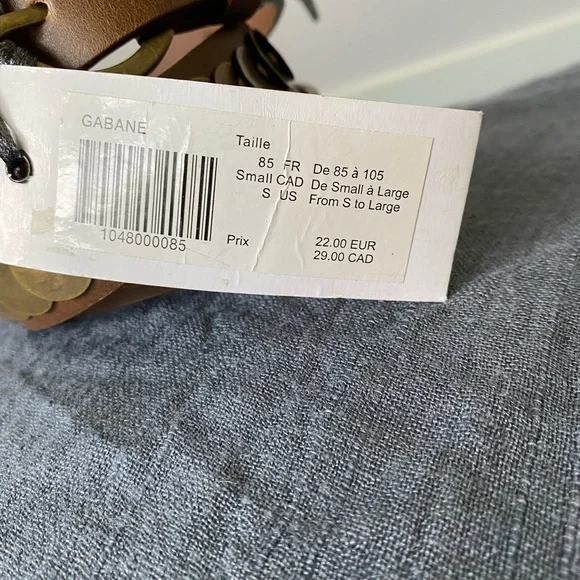 GABANE
Taille
85 FR De 85 à 105
Small CAD De Small à Large
S US From S to Large
1048000085
Prix 22.00 EUR
29.00 CAD